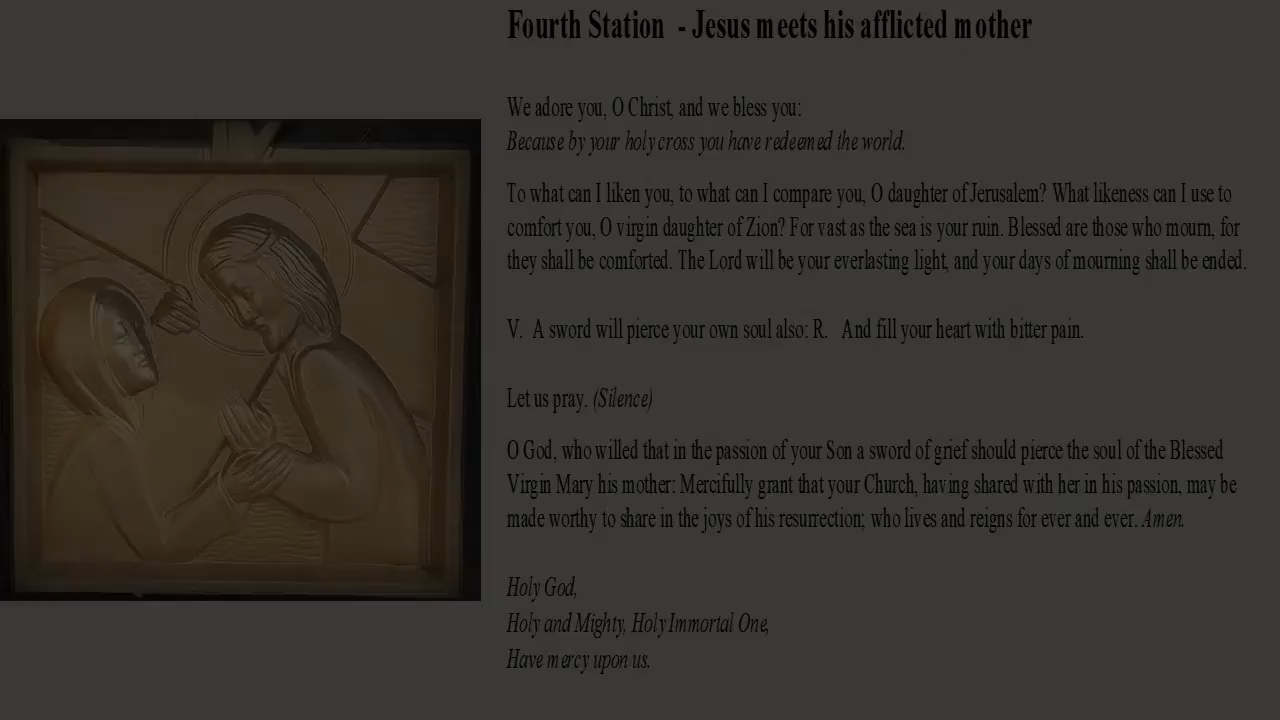 Fourth Station - Jesus meets his afflicted mother
We adore you, O Christ, and we bless you:
Because by your holy cross you have redeemed the world.
To what can I liken you, to what can I compare you, O daughter of Jerusalem? What likeness can I use to
comfort you, O virgin daughter of Zion? For vast as the sea is your ruin. Blessed are those who mourn, for
they shall be comforted. The Lord will be your everlasting light, and your days of mourning shall be ended.
V. A sword will pierce your own soul also: R. And fill your heart with bitter pain.
Let us pray. (Silence)
O God, who willed that in the passion of your Son a sword of grief should pierce the soul of the Blessed
Virgin Mary his mother: Mercifully grant that your Church, having shared with her in his passion, may be
made worthy to share in the joys of his resurrection; who lives and reigns for ever and ever. Amen.
Holy God,
Holy and Mighty, Holy Immortal One,
Have mercy upon us.